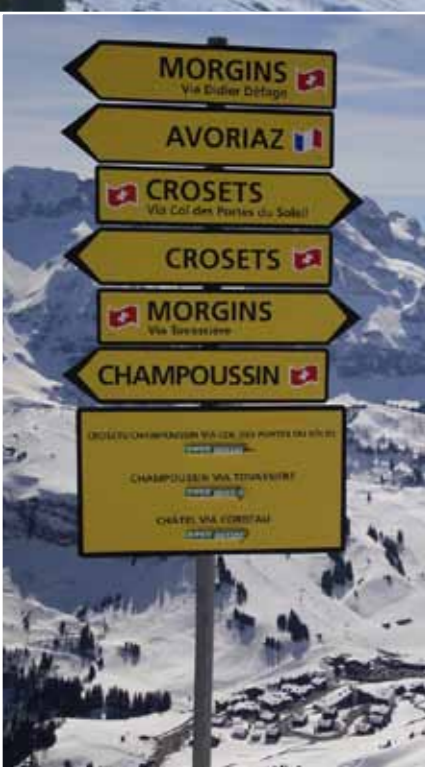 MORGINS
Via Didier Défago
AVORIAZ
CROSETS
Via Col des Portes du Soleil
CROSETS
MORGINS
Via Tovassière
CHAMPOUSSIN
CROSETS/CHAMPOUSSIN VIA COL DES PORTES DU SOLEIL
CHAMPOUSSIN VIA TOVASSIÈRE
CHÂTEL VIA CORBEAU